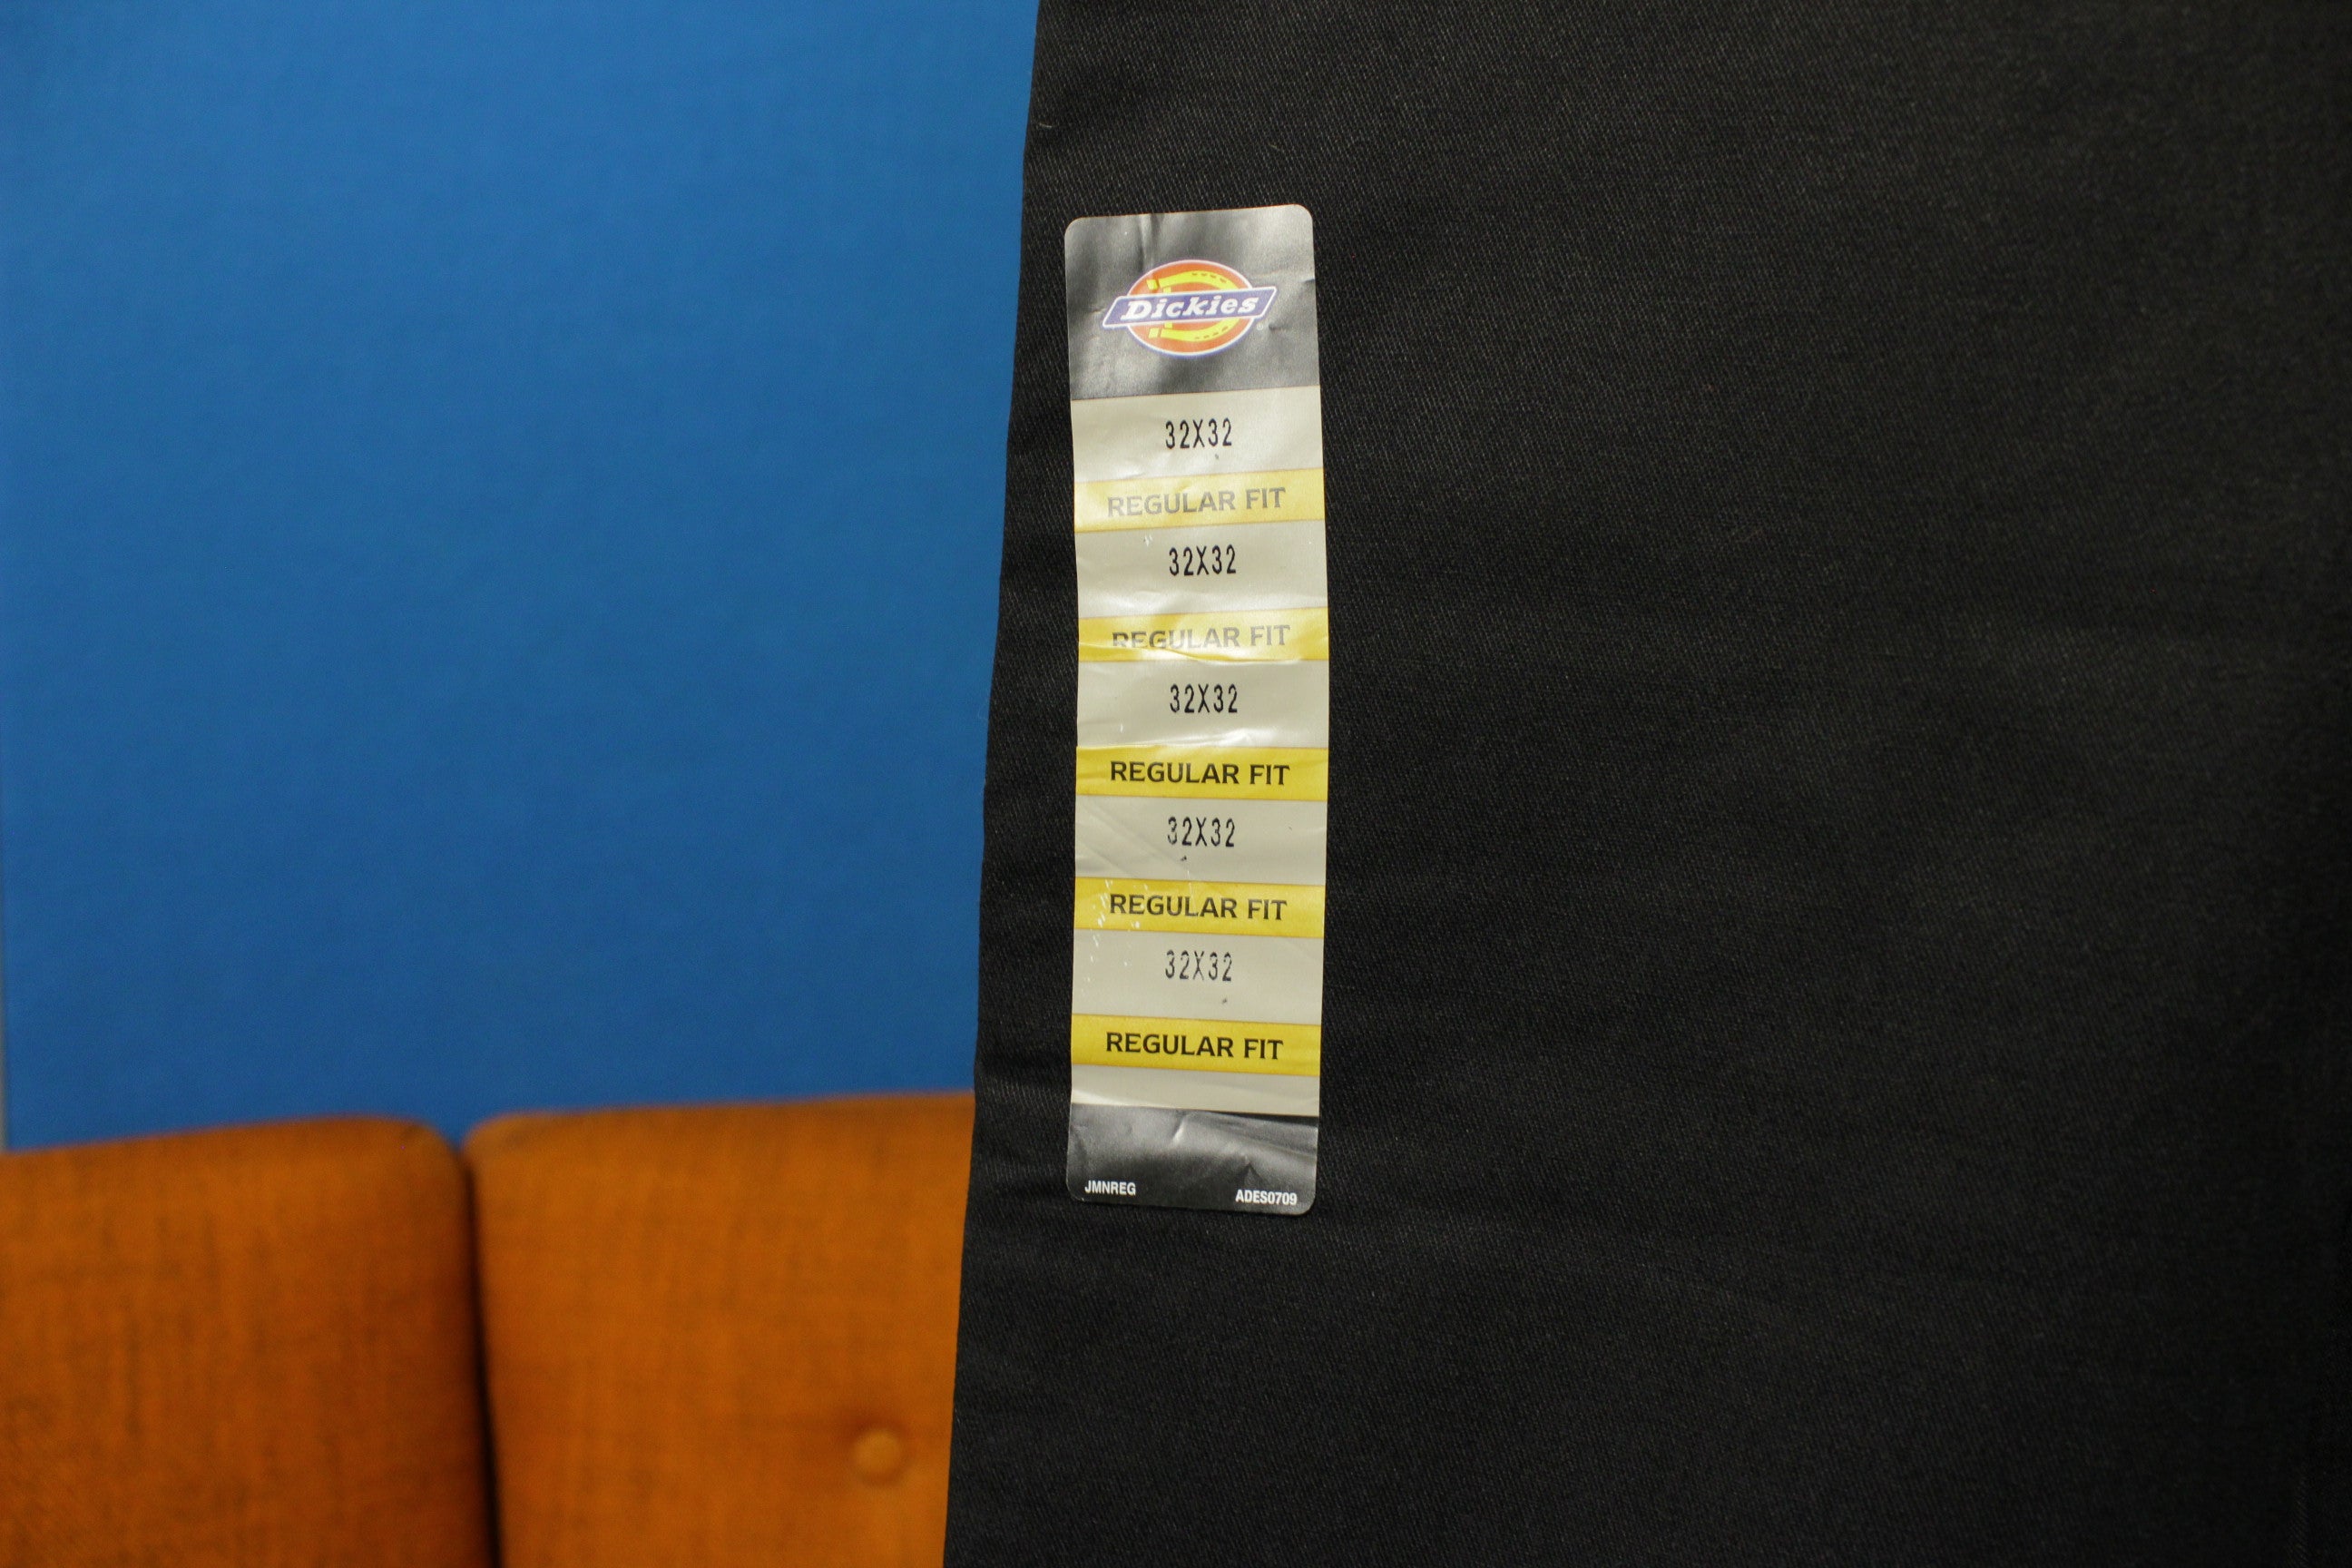 Dickies
32X32
REGULAR FIT
32X32
REGULAR FIT
32X32
REGULAR FIT
32X32
REGULAR FIT
32X32
REGULAR FIT
JMNREG ADES0709